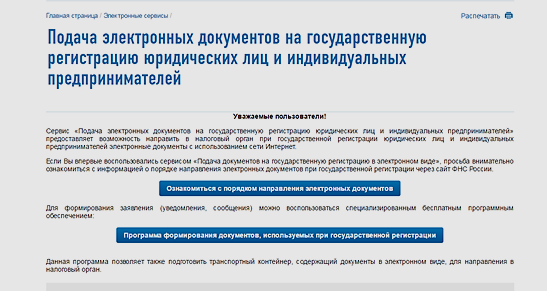 Главная страница / Электронные сервисы /
Распечатать
Подача электронных документов на государственную
регистрацию юридических лиц и индивидуальных
предпринимателей
Уважаемые пользователи!
Сервис «Подача электронных документов на государственную регистрацию юридических лиц и индивидуальных предпринимателей»
предоставляет возможность направить в налоговый орган при государственной регистрации юридических лиц и индивидуальных
предпринимателей электронные документы с использованием сети Интернет.
Если Вы впервые воспользовались сервисом «Подача документов на государственную регистрацию в электронном виде», просьба внимательно
ознакомиться с информацией о порядке направления электронных документов при государственной регистрации через сайт ФНС России.
Ознакомиться с порядком направления электронных документов
Для формирования заявления (уведомления, сообщения) можно воспользоваться специализированным бесплатным программным
обеспечением:
Программа формирования документов, используемых при государственной регистрации
Данная программа позволяет также подготовить транспортный контейнер, содержащий документы в электронном виде, для направления в
налоговый орган.